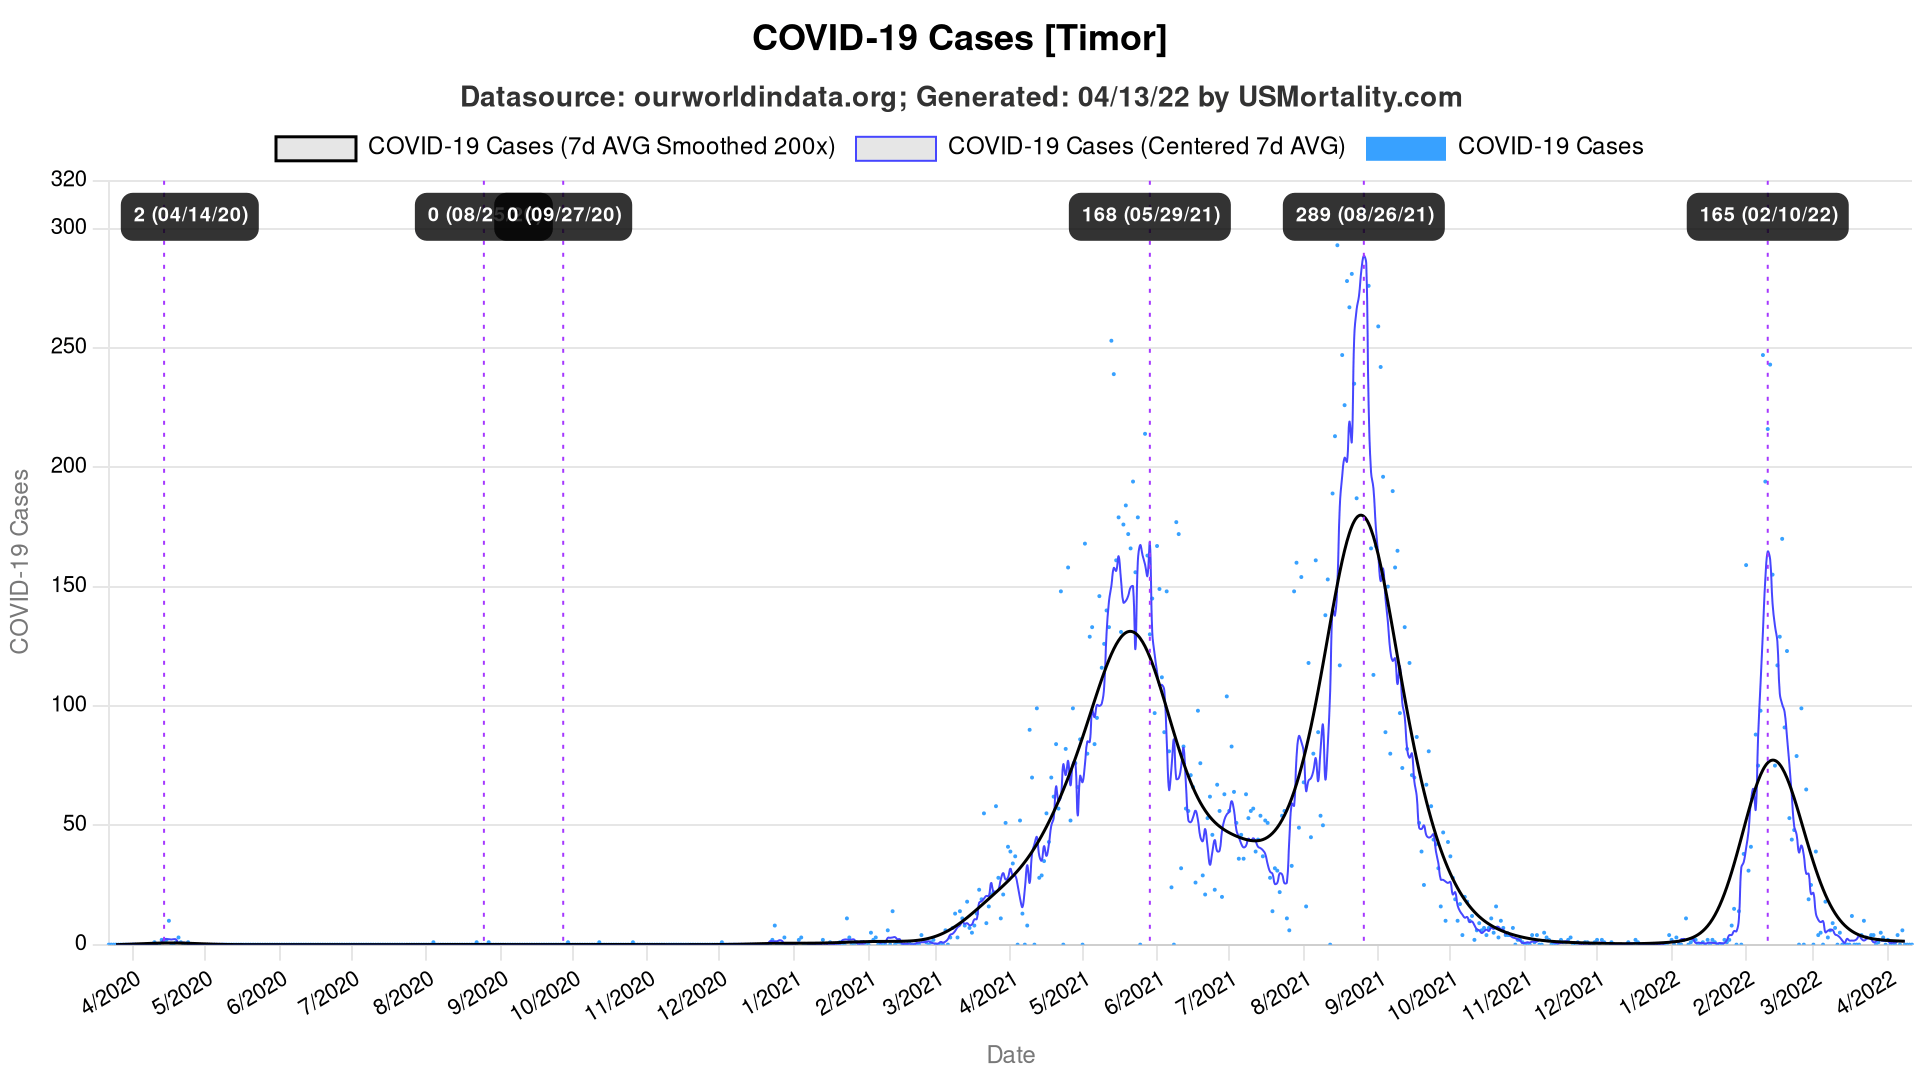 COVID-19 Cases [Timor]
Datasource: ourworldindata.org; Generated: 04/13/22 by USMortality.com
COVID-19 Cases (7d AVG Smoothed 200x) COVID-19 Cases (Centered 7d AVG) COVID-19 Cases
2 (04/14/20) 0 (08/25 0 (09/27/20) 168 (05/29/21) 289 (08/26/21) 165 (02/10/22)
320
300
250
200
150
100
50
0
COVID-19 Cases
4/2020 5/2020 6/2020 7/2020 8/2020 9/2020 10/2020 11/2020 12/2020 1/2021 2/2021 3/2021 4/2021 5/2021 6/2021 7/2021 8/2021 9/2021 10/2021 11/2021 12/2021 1/2022 2/2022 3/2022 4/2022
Date